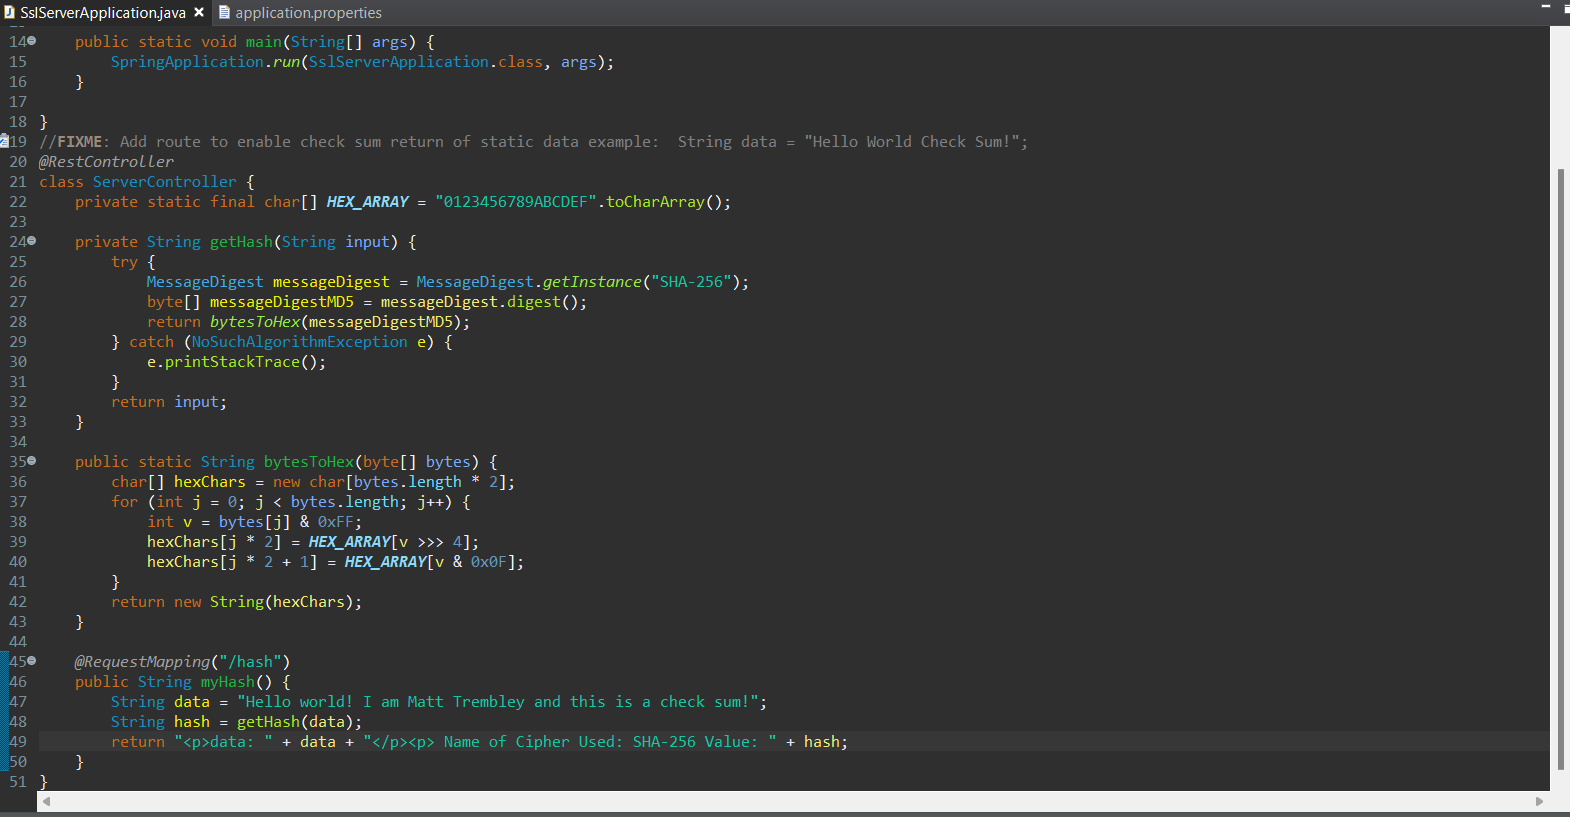 SslServerApplication.java application.properties
14 public static void main(String[] args) {
15 SpringApplication.run(SslServerApplication.class, args);
16 }
17
18 }
19 //FIXME: Add route to enable check sum return of static data example:  String data = "Hello World Check Sum!";
20 @RestController
21 class ServerController {
22 private static final char[] HEX_ARRAY = "0123456789ABCDEF".toCharArray();
23
24 private String getHash(String input) {
25 try {
26 MessageDigest messageDigest = MessageDigest.getInstance("SHA-256");
27 byte[] messageDigestMD5 = messageDigest.digest();
28 return bytesToHex(messageDigestMD5);
29 } catch (NoSuchAlgorithmException e) {
30 e.printStackTrace();
31 }
32 return input;
33 }
34
35 public static String bytesToHex(byte[] bytes) {
36 char[] hexChars = new char[bytes.length * 2];
37 for (int j = 0; j < bytes.length; j++) {
38 int v = bytes[j] & 0xFF;
39 hexChars[j * 2] = HEX_ARRAY[v >>> 4];
40 hexChars[j * 2 + 1] = HEX_ARRAY[v & 0x0F];
41 }
42 return new String(hexChars);
43 }
44
45 @RequestMapping("/hash")
46 public String myHash() {
47 String data = "Hello world! I am Matt Trembley and this is a check sum!";
48 String hash = getHash(data);
49 return "<p>data: " + data + "</p><p> Name of Cipher Used: SHA-256 Value: " + hash;
50 }
51 }